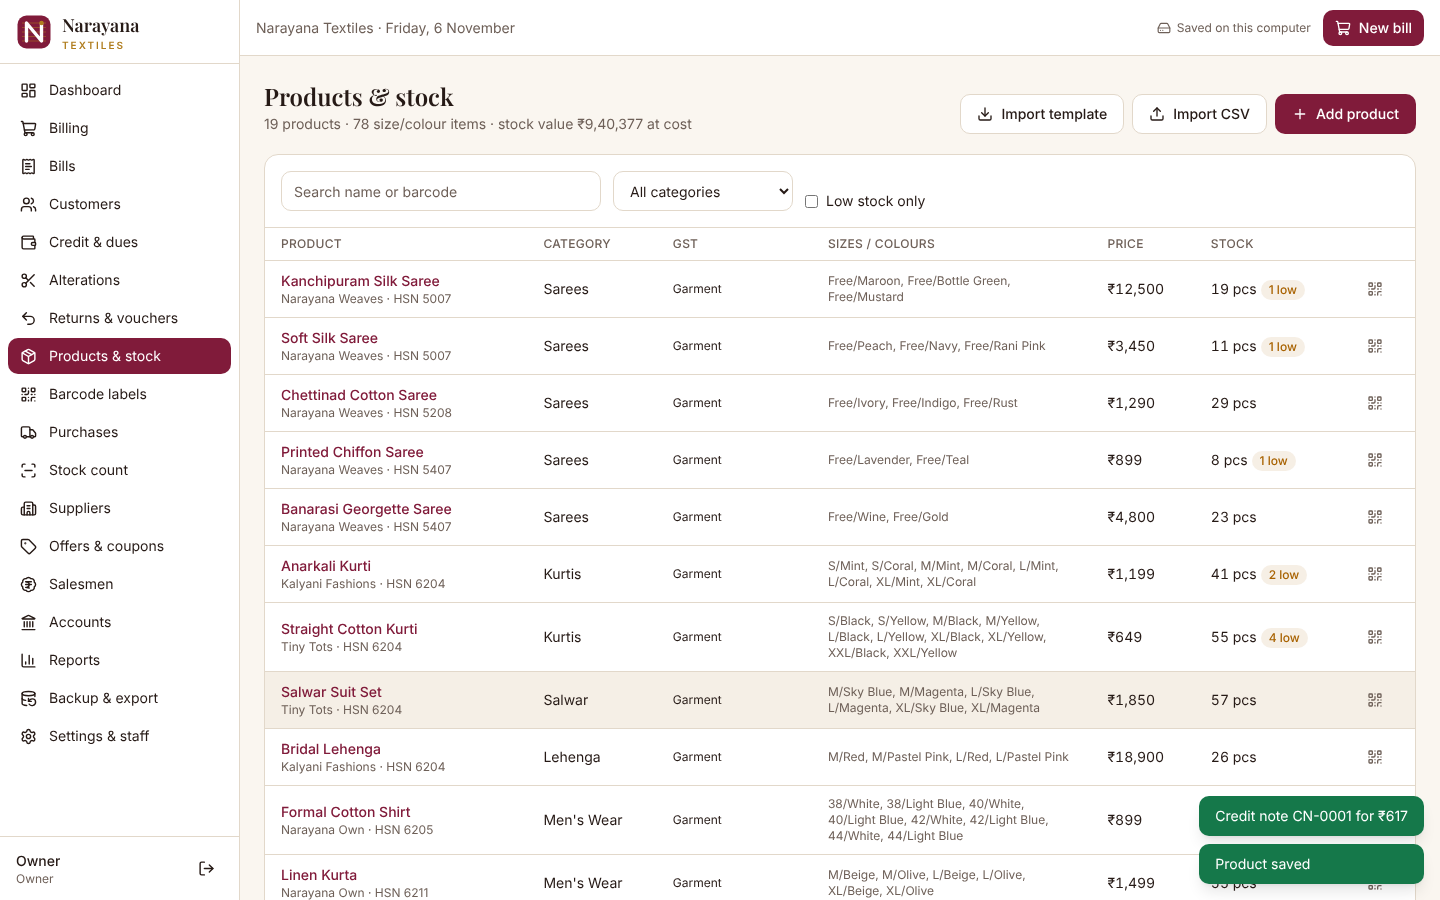 Narayana
TEXTILES
Dashboard
Billing
Bills
Customers
Credit & dues
Alterations
Returns & vouchers
Products & stock
Barcode labels
Purchases
Stock count
Suppliers
Offers & coupons
Salesmen
Accounts
Reports
Backup & export
Settings & staff
Owner
Owner
Narayana Textiles · Friday, 6 November
Saved on this computer
New bill
Products & stock
19 products · 78 size/colour items · stock value ₹9,40,377 at cost
Import template
Import CSV
Add product
Search name or barcode
All categories
Low stock only
PRODUCT CATEGORY GST SIZES / COLOURS PRICE STOCK
Kanchipuram Silk Saree
Narayana Weaves · HSN 5007
Sarees
Garment
Free/Maroon, Free/Bottle Green,
Free/Mustard
₹12,500
19 pcs 1 low
Soft Silk Saree
Narayana Weaves · HSN 5007
Sarees
Garment
Free/Peach, Free/Navy, Free/Rani Pink
₹3,450
11 pcs 1 low
Chettinad Cotton Saree
Narayana Weaves · HSN 5208
Sarees
Garment
Free/Ivory, Free/Indigo, Free/Rust
₹1,290
29 pcs
Printed Chiffon Saree
Narayana Weaves · HSN 5407
Sarees
Garment
Free/Lavender, Free/Teal
₹899
8 pcs 1 low
Banarasi Georgette Saree
Narayana Weaves · HSN 5407
Sarees
Garment
Free/Wine, Free/Gold
₹4,800
23 pcs
Anarkali Kurti
Kalyani Fashions · HSN 6204
Kurtis
Garment
S/Mint, S/Coral, M/Mint, M/Coral, L/Mint,
L/Coral, XL/Mint, XL/Coral
₹1,199
41 pcs 2 low
Straight Cotton Kurti
Tiny Tots · HSN 6204
Kurtis
Garment
S/Black, S/Yellow, M/Black, M/Yellow,
L/Black, L/Yellow, XL/Black, XL/Yellow,
XXL/Black, XXL/Yellow
₹649
55 pcs 4 low
Salwar Suit Set
Tiny Tots · HSN 6204
Salwar
Garment
M/Sky Blue, M/Magenta, L/Sky Blue,
L/Magenta, XL/Sky Blue, XL/Magenta
₹1,850
57 pcs
Bridal Lehenga
Kalyani Fashions · HSN 6204
Lehenga
Garment
M/Red, M/Pastel Pink, L/Red, L/Pastel Pink
₹18,900
26 pcs
Formal Cotton Shirt
Narayana Own · HSN 6205
Men's Wear
Garment
38/White, 38/Light Blue, 40/White,
40/Light Blue, 42/White, 42/Light Blue,
44/White, 44/Light Blue
₹899
Linen Kurta
Narayana Own · HSN 6211
Men's Wear
Garment
M/Beige, M/Olive, L/Beige, L/Olive,
XL/Beige, XL/Olive
₹1,499
Credit note CN-0001 for ₹617
Product saved